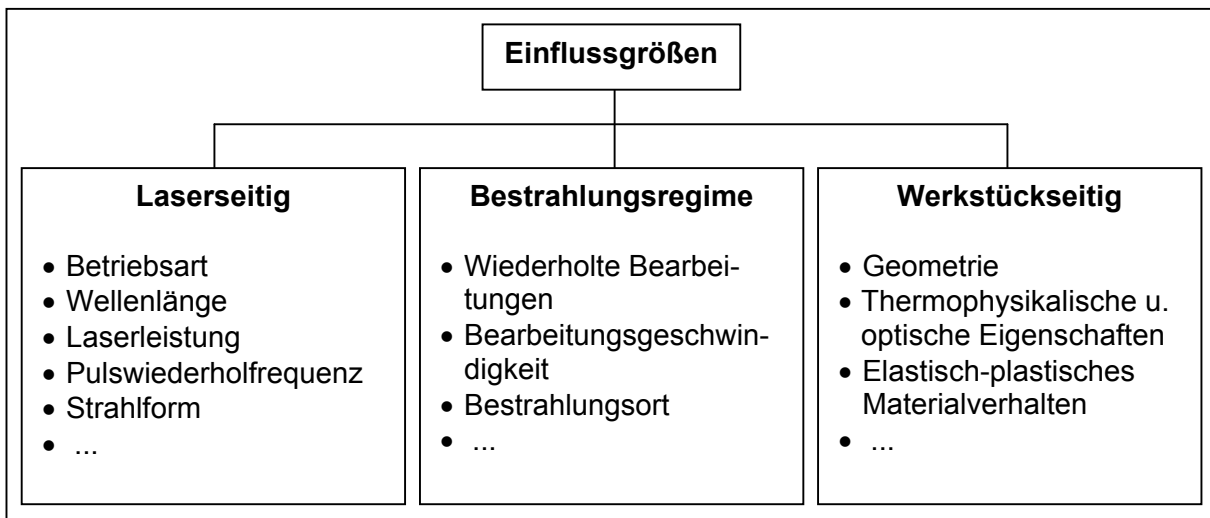 Einflussgrößen
Laserseitig
• Betriebsart
• Wellenlänge
• Laserleistung
• Pulswiederholfrequenz
• Strahlform
• ...
Bestrahlungsregime
• Wiederholte Bearbei-
tungen
• Bearbeitungsgeschwin-
digkeit
• Bestrahlungsort
• ...
Werkstückseitig
• Geometrie
• Thermophysikalische u.
optische Eigenschaften
• Elastisch-plastisches
Materialverhalten
• ...